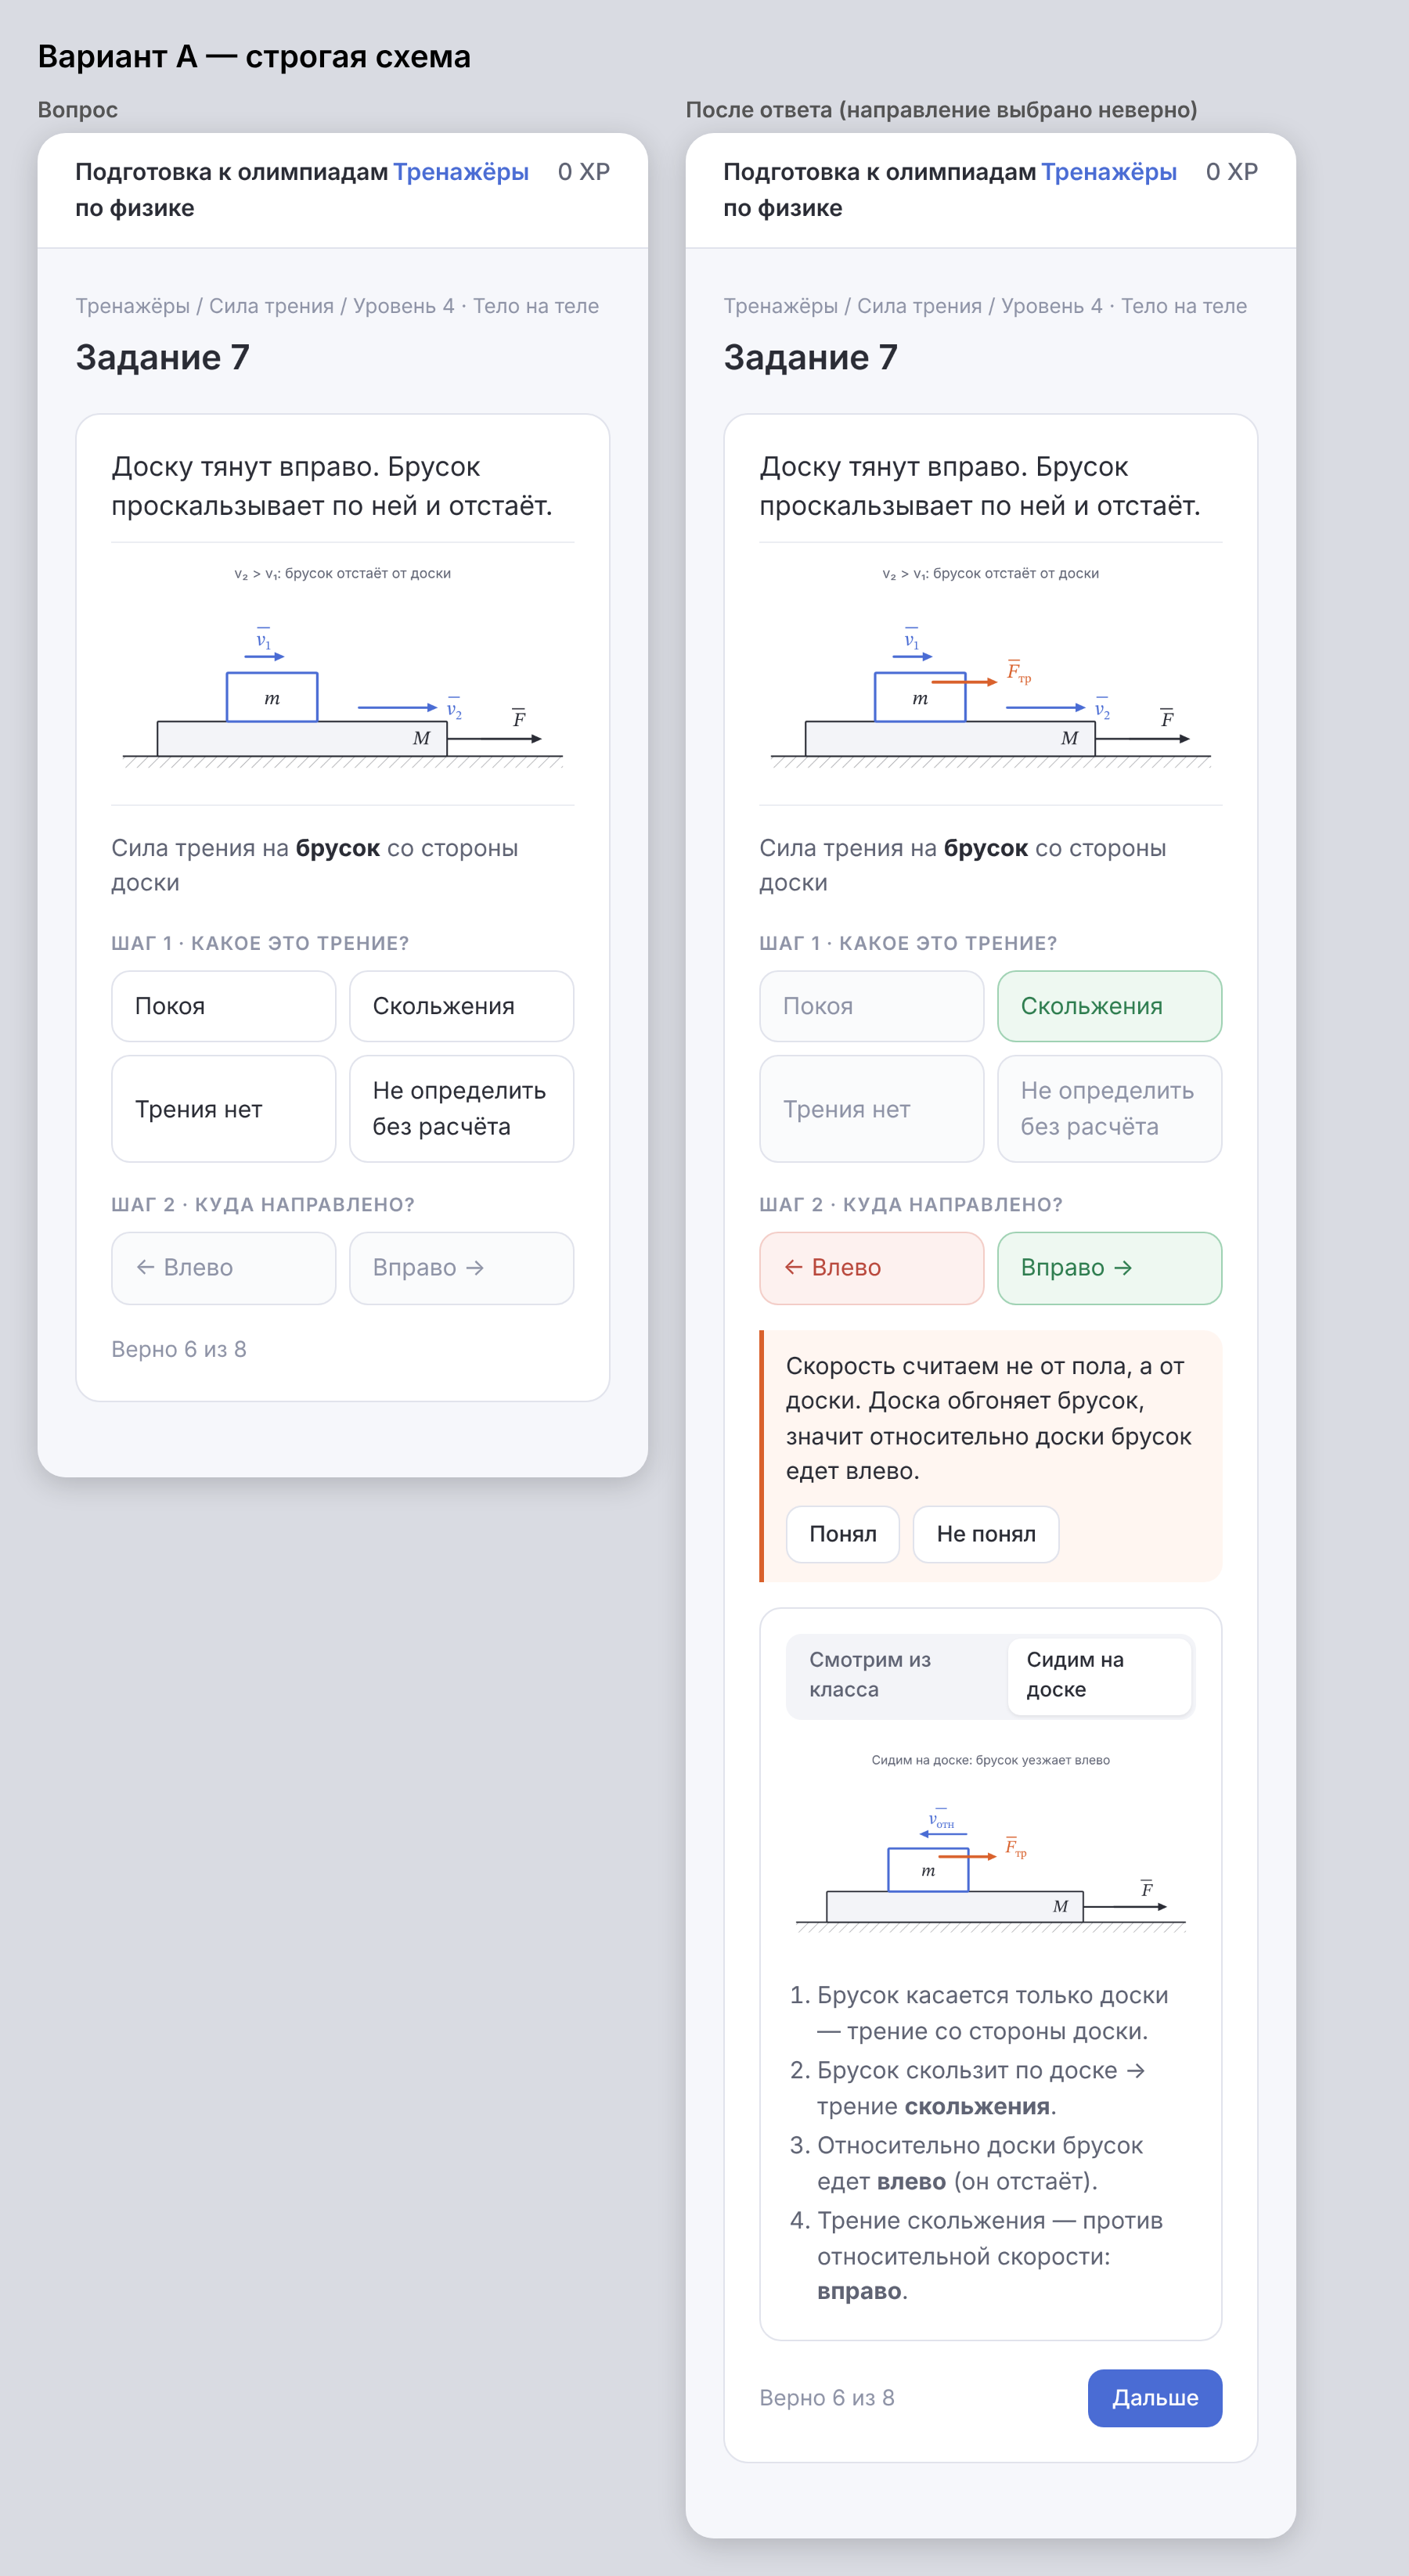 Вариант А — строгая схема
Вопрос
Подготовка к олимпиадам Тренажёры 0 XP
по физике
Тренажёры / Сила трения / Уровень 4 · Тело на теле
Задание 7
Доску тянут вправо. Брусок
проскальзывает по ней и отстаёт.
v₂ > v₁: брусок отстаёт от доски
v̅₁
m
v̅₂
F̅
M
Сила трения на брусок со стороны
доски
ШАГ 1 · КАКОЕ ЭТО ТРЕНИЕ?
Покоя
Скольжения
Трения нет
Не определить
без расчёта
ШАГ 2 · КУДА НАПРАВЛЕНО?
← Влево
Вправо →
Верно 6 из 8
После ответа (направление выбрано неверно)
Подготовка к олимпиадам Тренажёры 0 XP
по физике
Тренажёры / Сила трения / Уровень 4 · Тело на теле
Задание 7
Доску тянут вправо. Брусок
проскальзывает по ней и отстаёт.
v₂ > v₁: брусок отстаёт от доски
v̅₁
F̅тр
m
v̅₂
F̅
M
Сила трения на брусок со стороны
доски
ШАГ 1 · КАКОЕ ЭТО ТРЕНИЕ?
Покоя
Скольжения
Трения нет
Не определить
без расчёта
ШАГ 2 · КУДА НАПРАВЛЕНО?
← Влево
Вправо →
Скорость считаем не от пола, а от
доски. Доска обгоняет брусок,
значит относительно доски брусок
едет влево.
Понял
Не понял
Смотрим из
класса
Сидим на
доске
Сидим на доске: брусок уезжает влево
v̅отн
F̅тр
m
F̅
M
1. Брусок касается только доски
— трение со стороны доски.
2. Брусок скользит по доске →
трение скольжения.
3. Относительно доски брусок
едет влево (он отстаёт).
4. Трение скольжения — против
относительной скорости:
вправо.
Верно 6 из 8
Дальше